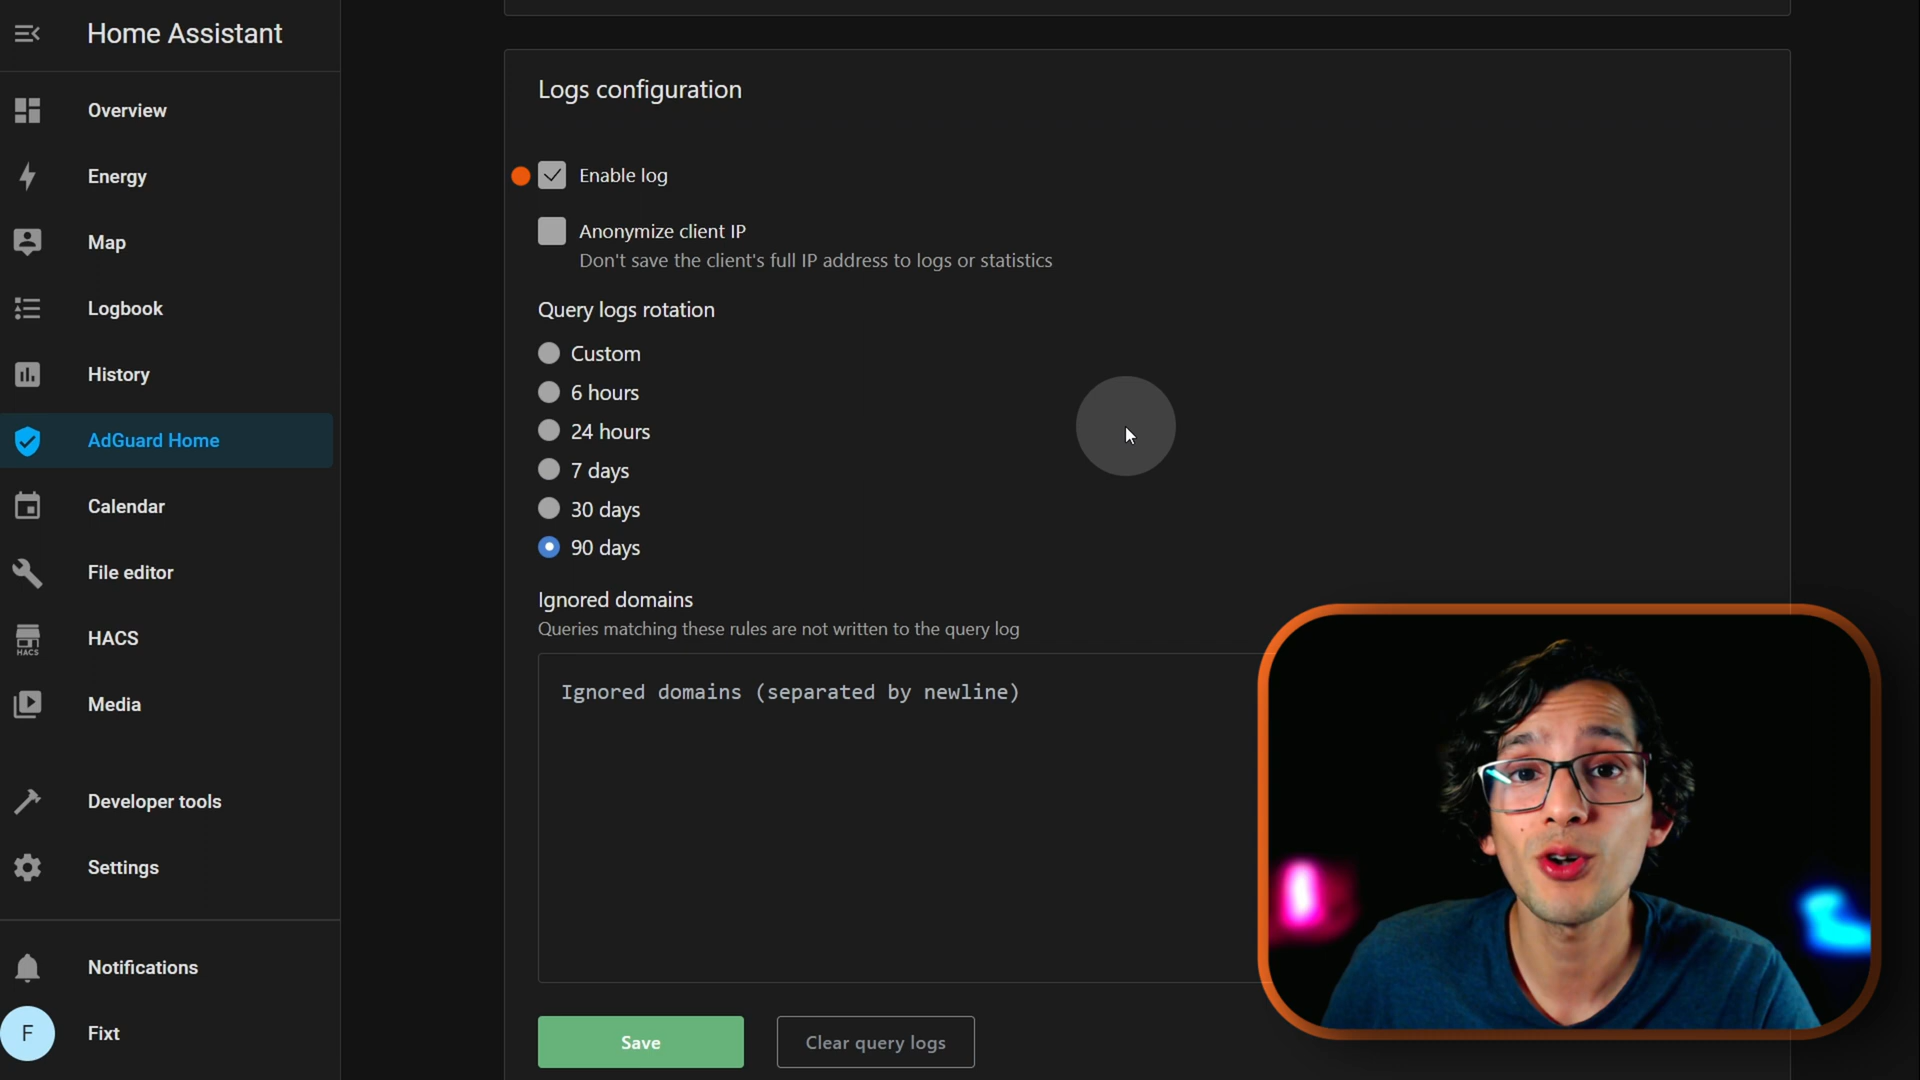 Home Assistant
Overview
Energy
Map
Logbook
History
AdGuard Home
Calendar
File editor
HACS
HACS
Media
Developer tools
Settings
Notifications
F
Fixt
Logs configuration
Enable log
Anonymize client IP
Don't save the client's full IP address to logs or statistics
Query logs rotation
Custom
6 hours
24 hours
7 days
30 days
90 days
Ignored domains
Queries matching these rules are not written to the query log
Ignored domains (separated by newline)
Save
Clear query logs